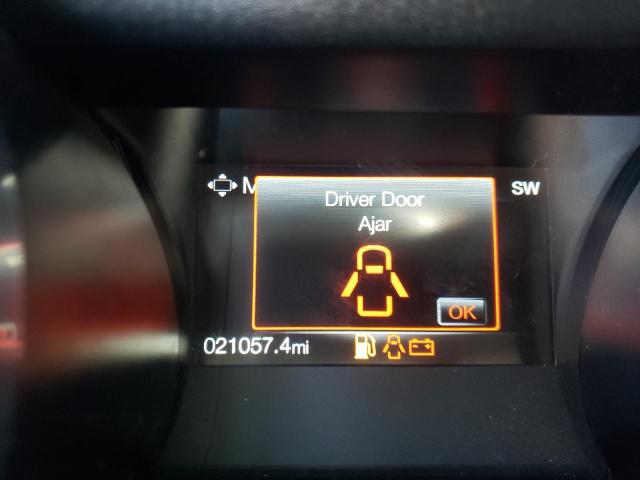 M
SW
Driver Door
Ajar
OK
021057.4mi